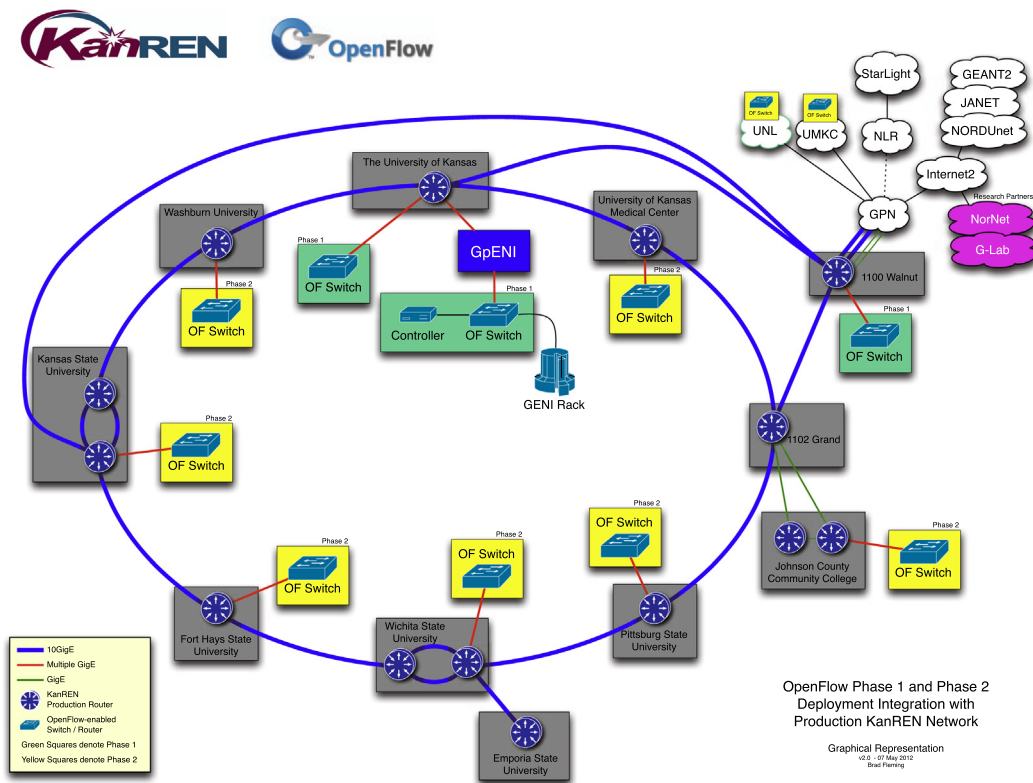 KanREN
OpenFlow
TM
StarLight
GEANT2
JANET
NORDUnet
OF Switch
UNL
OF Switch
UMKC
NLR
Internet2
Research Partners
NorNet
G-Lab
GPN
1100 Walnut
Phase 1
OF Switch
The University of Kansas
University of Kansas
Medical Center
Washburn University
Phase 1
OF Switch
GpENI
Phase 2
OF Switch
Phase 2
OF Switch
Phase 1
Controller
OF Switch
GENI Rack
Kansas State
University
Phase 2
OF Switch
1102 Grand
Phase 2
OF Switch
Johnson County
Community College
Phase 2
OF Switch
Phase 2
OF Switch
Phase 2
OF Switch
Fort Hays State
University
Wichita State
University
Pittsburg State
University
Emporia State
University
10GigE
Multiple GigE
GigE
KanREN
Production Router
OpenFlow-enabled
Switch / Router
Green Squares denote Phase 1
Yellow Squares denote Phase 2
OpenFlow Phase 1 and Phase 2
Deployment Integration with
Production KanREN Network
Graphical Representation
v2.0 - 07 May 2012
Brad Fleming